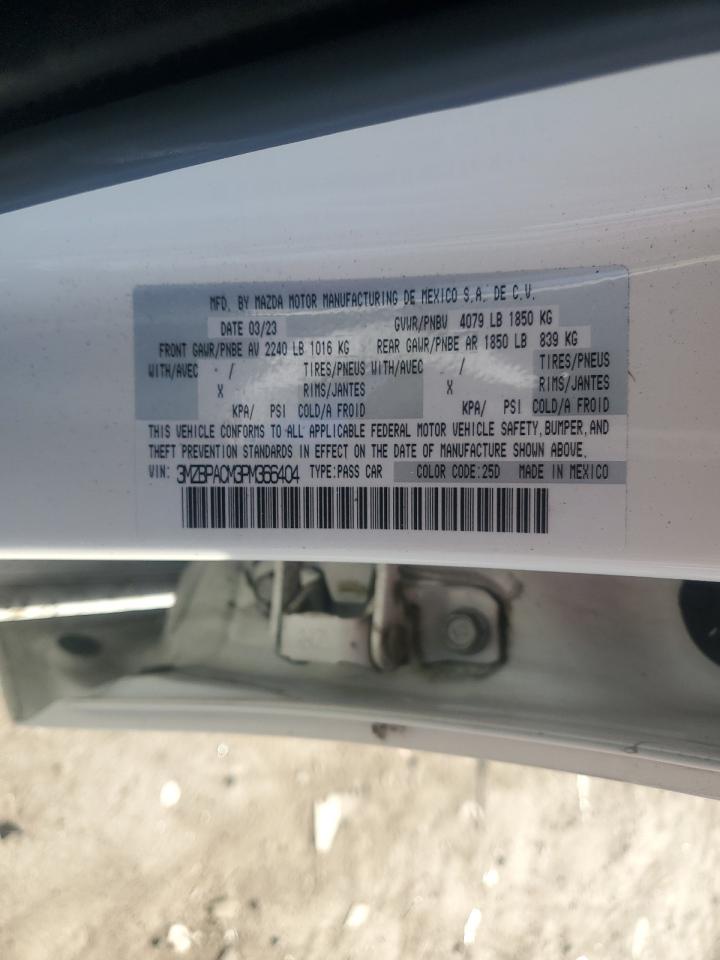 MFD. BY MAZDA MOTOR MANUFACTURING DE MEXICO S.A. DE C.V.
DATE 03/23 GVWR/PNBV 4079 LB 1850 KG
FRONT GAWR/PNBE AV 2240 LB 1016 KG REAR GAWR/PNBE AR 1850 LB 839 KG
WITH/AVEC - / TIRES/PNEUS WITH/AVEC - / TIRES/PNEUS
X RIMS/JANTES X RIMS/JANTES
KPA/ PSI COLD/A FROID KPA/ PSI COLD/A FROID
THIS VEHICLE CONFORMS TO ALL APPLICABLE FEDERAL MOTOR VEHICLE SAFETY, BUMPER, AND
THEFT PREVENTION STANDARDS IN EFFECT ON THE DATE OF MANUFACTURE SHOWN ABOVE.
VIN: 3MZBPACM3PM366404 TYPE:PASS CAR COLOR CODE:25D MADE IN MEXICO